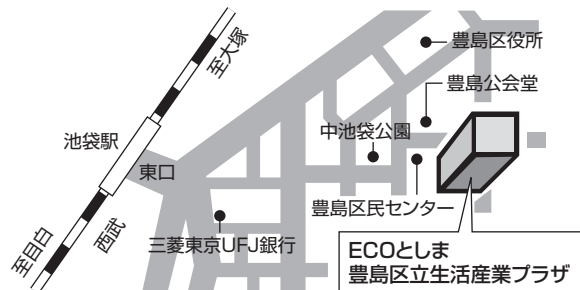 至大塚
豊島区役所
豊島公会堂
池袋駅
中池袋公園
東口
豊島区民センター
西武
至目白
三菱東京UFJ銀行
ECOとしま
豊島区立生活産業プラザ